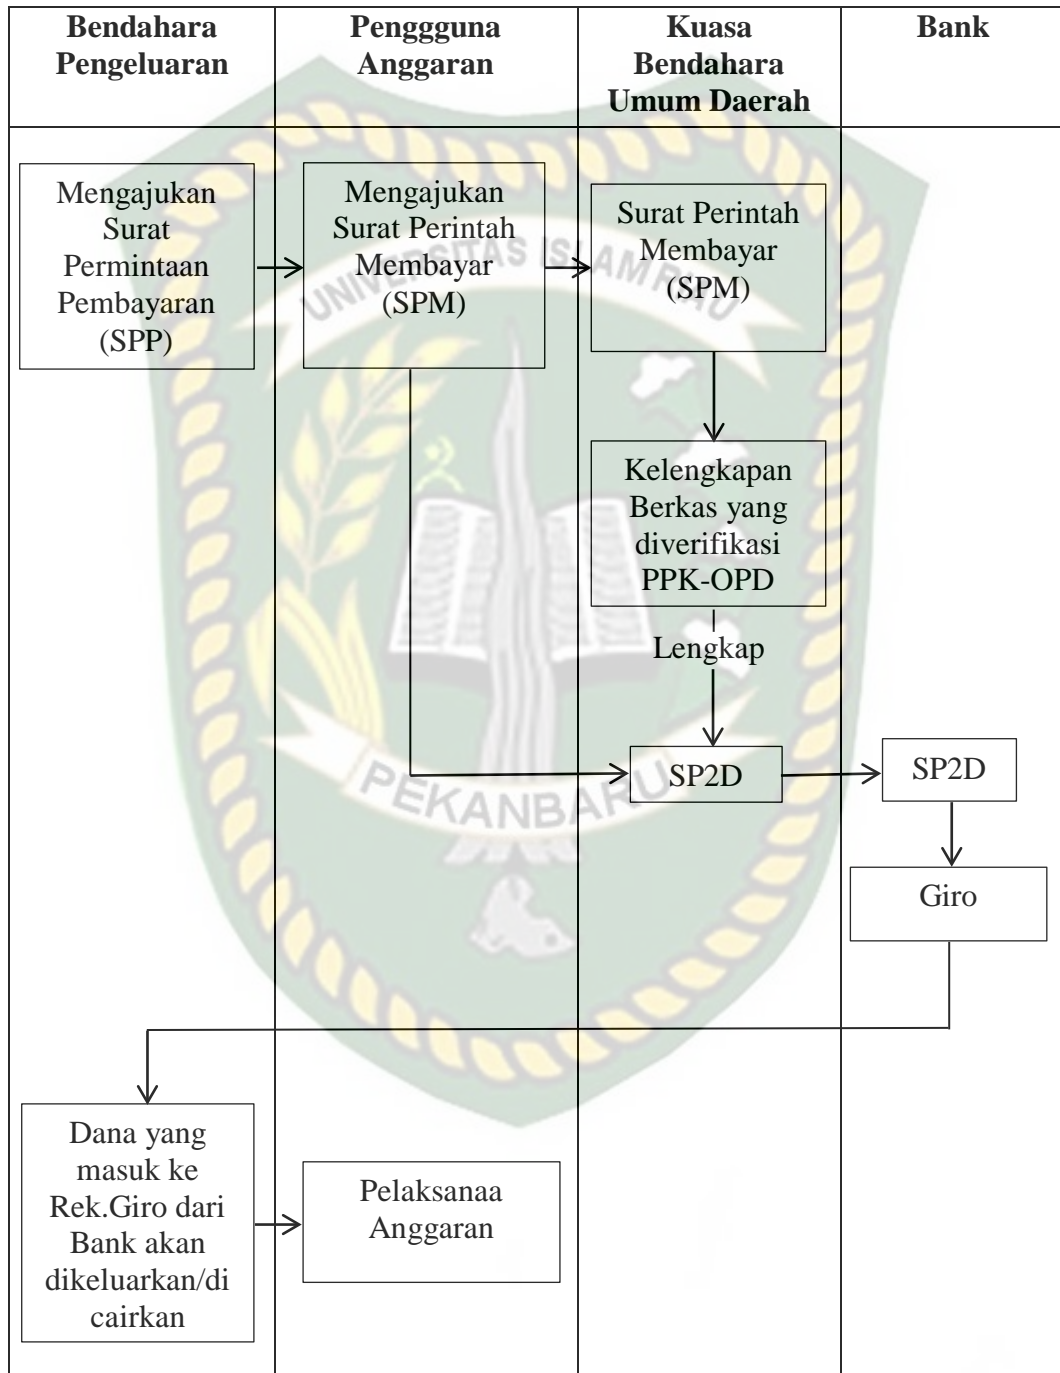 Bendahara
Pengeluaran
Penggguna
Anggaran
Kuasa
Bendahara
Umum Daerah
Bank
Mengajukan
Surat
Permintaan
Pembayaran
(SPP)
Mengajukan
Surat Perintah
Membayar
(SPM)
Surat Perintah
Membayar
(SPM)
UNIVERSITAS ISLAM RIAU
Kelengkapan
Berkas yang
diverifikasi
PPK-OPD
Lengkap
SP2D
SP2D
PEKANBARU
Giro
Dana yang
masuk ke
Rek.Giro dari
Bank akan
dikeluarkan/di
cairkan
Pelaksanaa
Anggaran